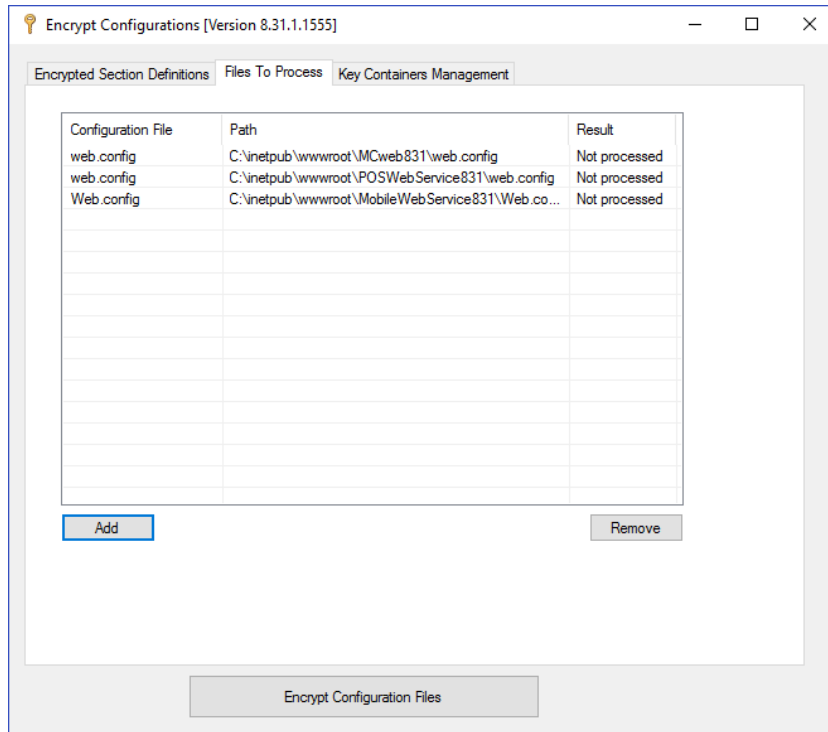 Encrypt Configurations [Version 8.31.1.1555]
Encrypted Section Definitions Files To Process Key Containers Management
Configuration File Path Result
web.config C:\inetpub\wwwroot\MCweb831\web.config Not processed
web.config C:\inetpub\wwwroot\POSWebService831\web.config Not processed
Web.config C:\inetpub\wwwroot\MobileWebService831\Web.co... Not processed
Add Remove
Encrypt Configuration Files